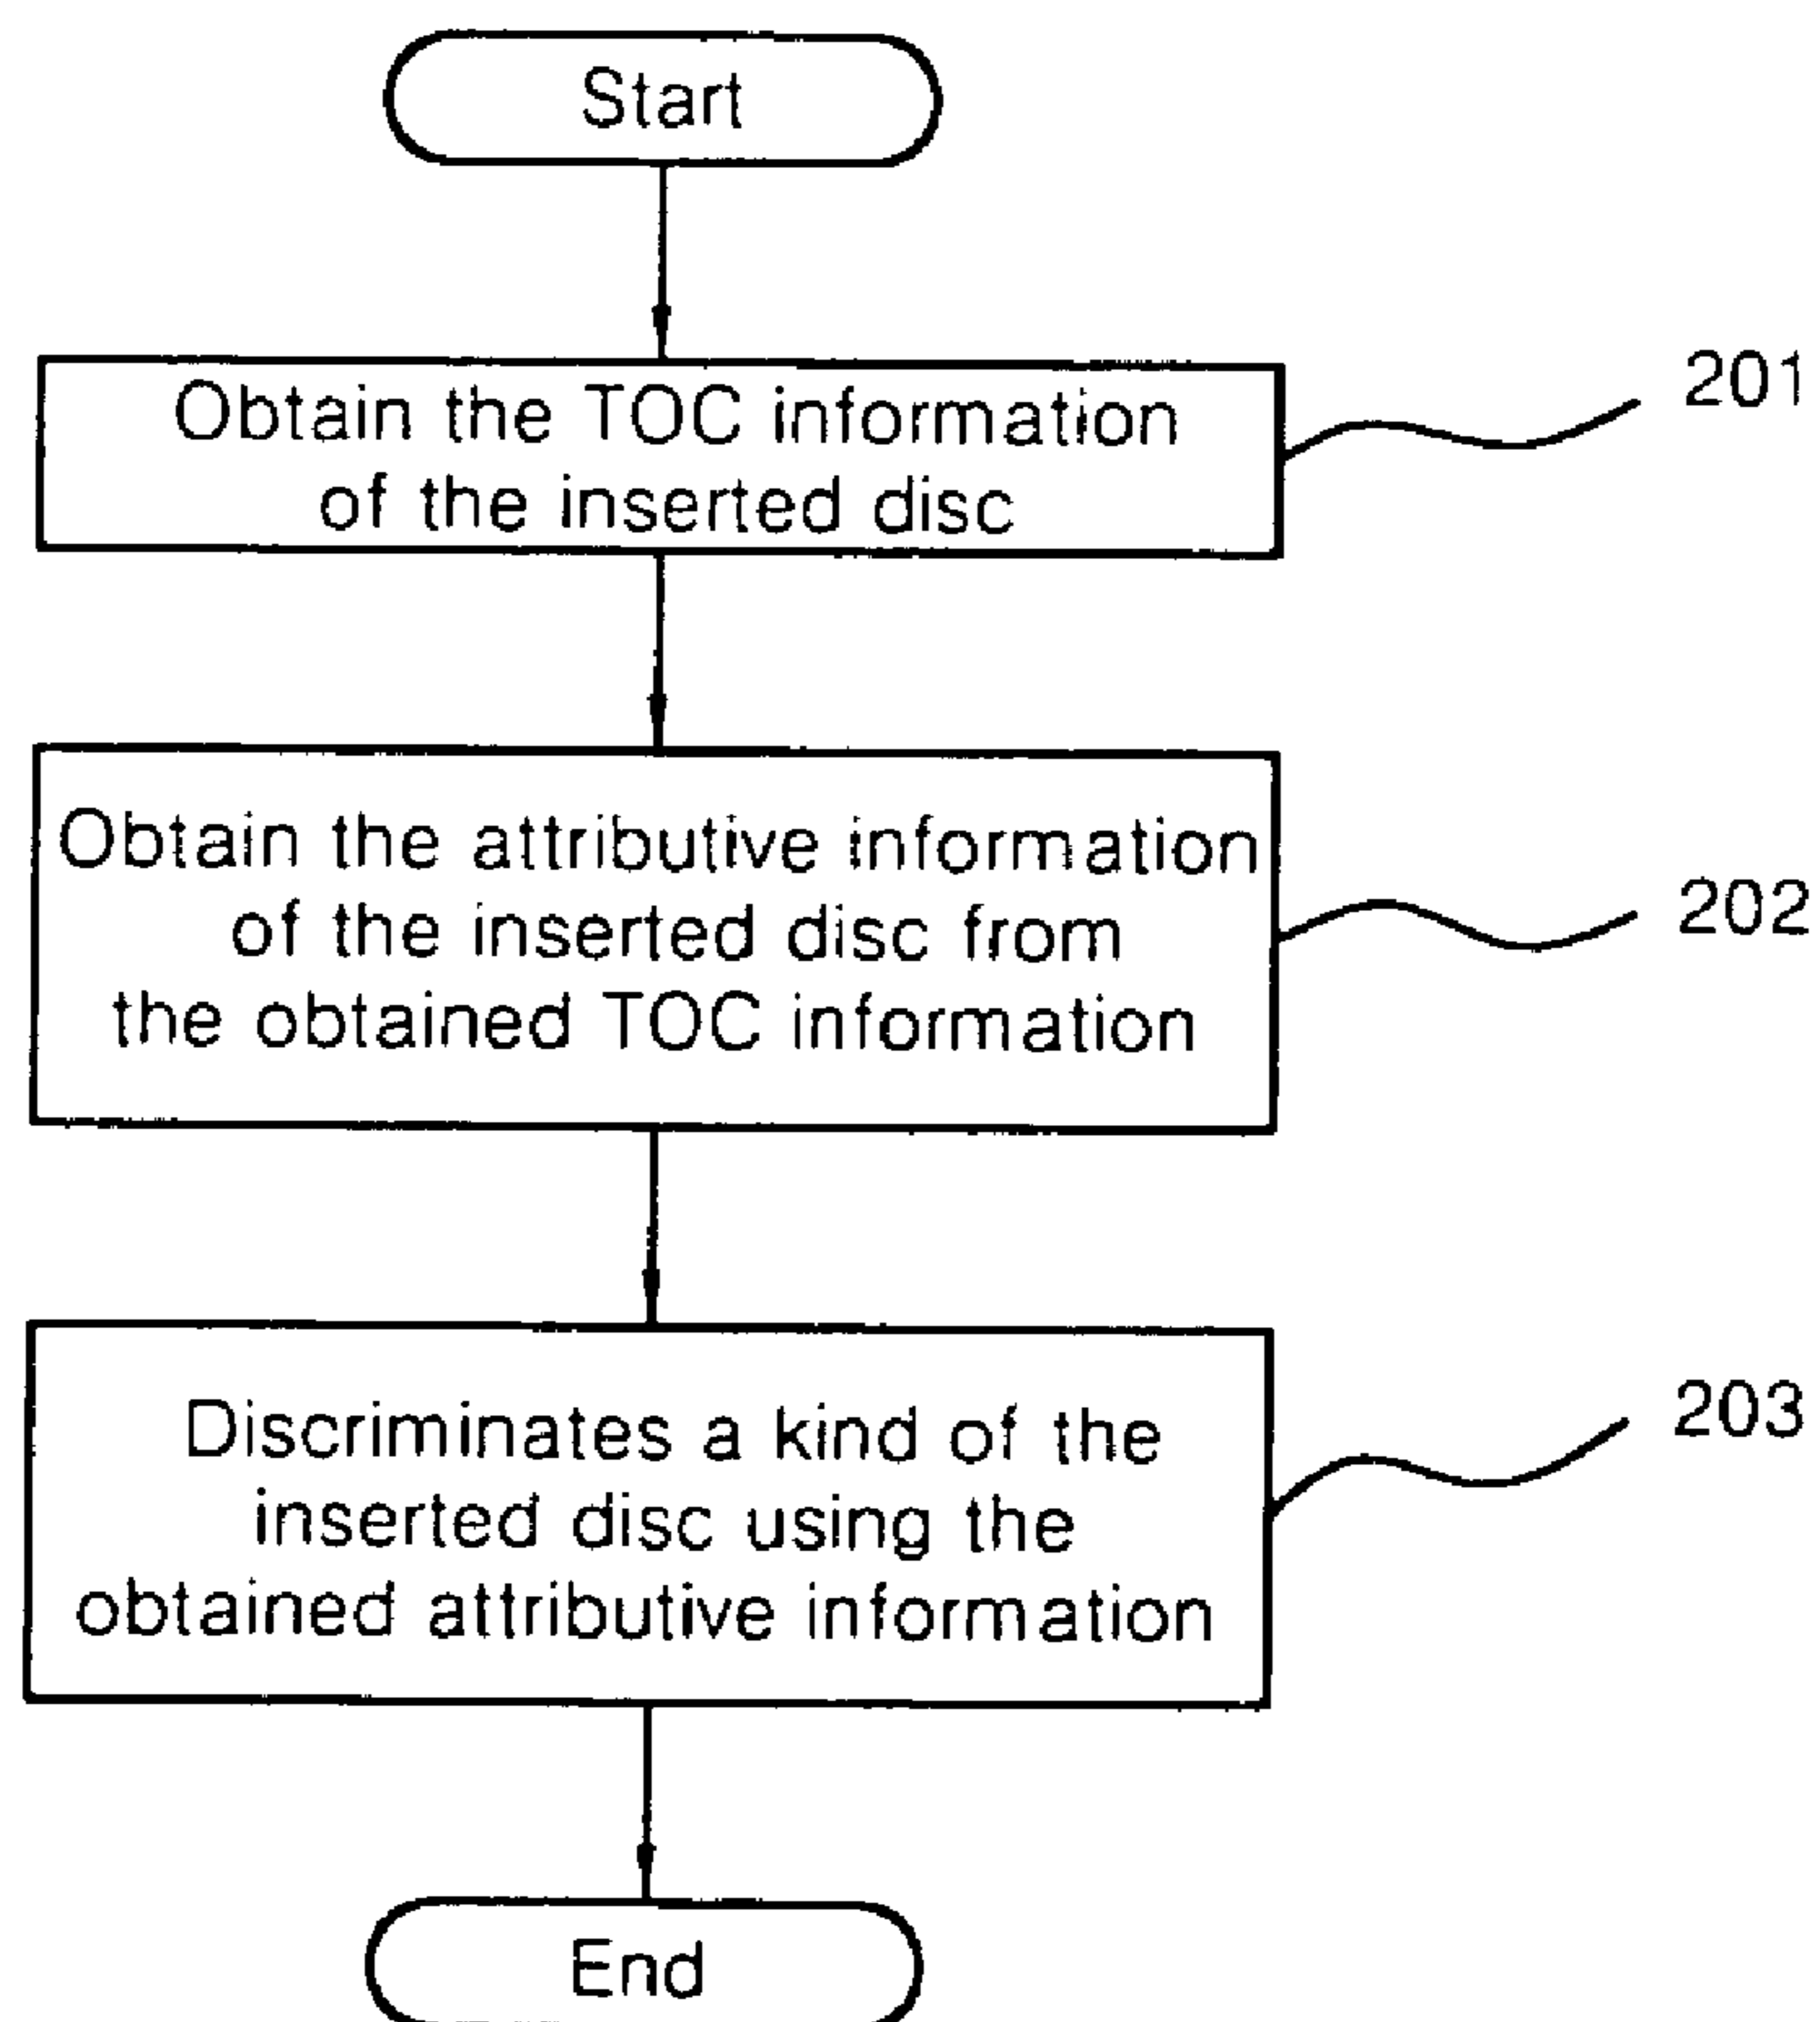 Start
Obtain the TOC information
of the inserted disc
201
Obtain the attributive information
of the inserted disc from
the obtained TOC information
202
Discriminates a kind of the
inserted disc using the
obtained attributive information
203
End